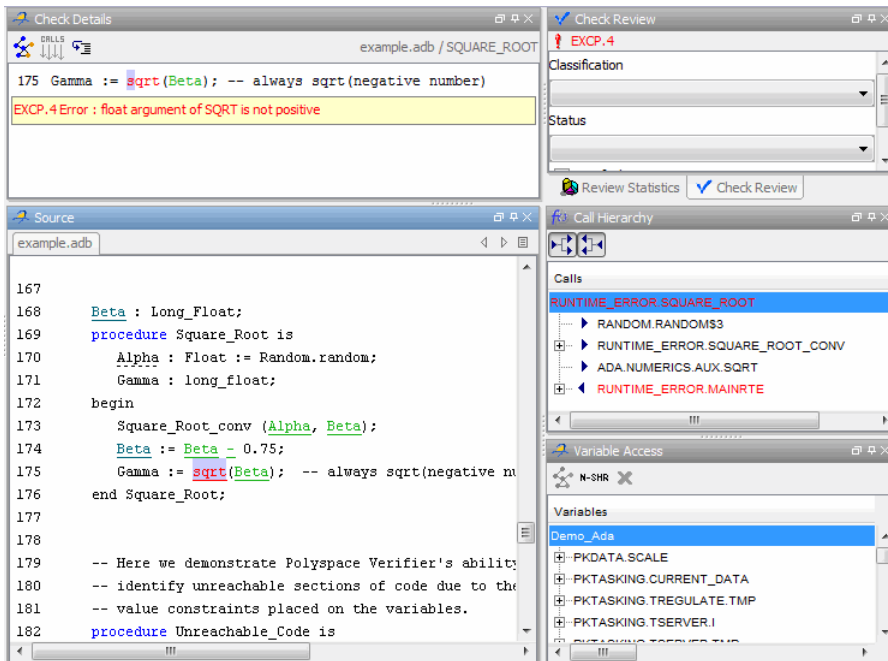 Check Details
CALLS
example.adb / SQUARE_ROOT
175 Gamma := sqrt(Beta); -- always sqrt(negative number)
EXCP.4 Error : float argument of SQRT is not positive
Check Review
EXCP.4
Classification
Status
Review Statistics
Check Review
Source
example.adb
167
168 Beta : Long_Float;
169 procedure Square_Root is
170 Alpha : Float := Random.random;
171 Gamma : long_float;
172 begin
173 Square_Root_conv (Alpha, Beta);
174 Beta := Beta - 0.75;
175 Gamma := sqrt(Beta); -- always sqrt(negative nu
176 end Square_Root;
177
178
179 -- Here we demonstrate Polyspace Verifier's ability
180 -- identify unreachable sections of code due to the
181 -- value constraints placed on the variables.
182 procedure Unreachable_Code is
f(x) Call Hierarchy
Calls
RUNTIME_ERROR.SQUARE_ROOT
RANDOM.RANDOM$3
RUNTIME_ERROR.SQUARE_ROOT_CONV
ADA.NUMERICS.AUX.SQRT
RUNTIME_ERROR.MAINRTE
Variable Access
N-SHR
Variables
Demo_Ada
PKDATA.SCALE
PKTASKING.CURRENT_DATA
PKTASKING.TREGULATE.TMP
PKTASKING.TSERVER.I
PKTASKING.TSERVER.TMP